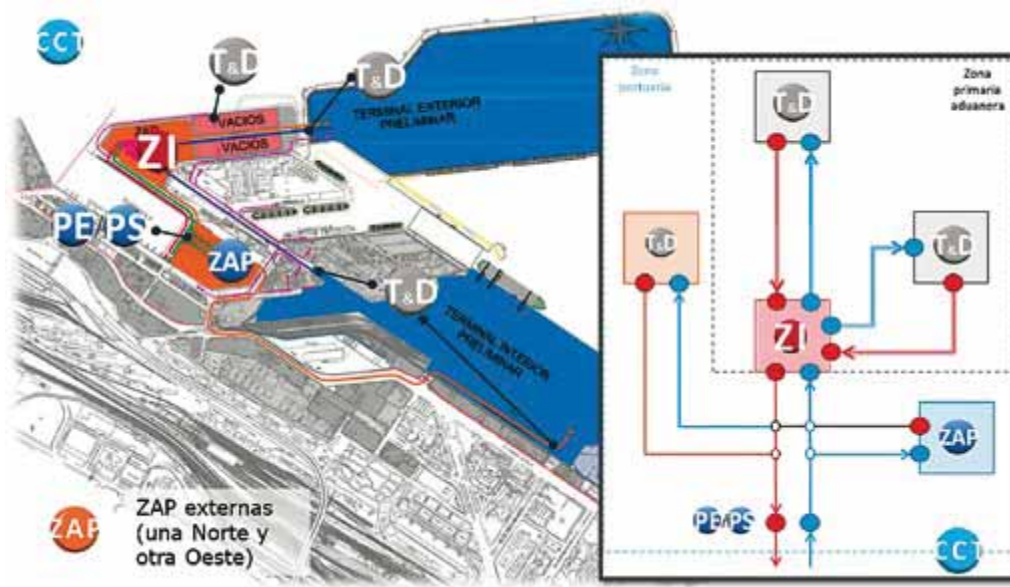 CCT
T&D
T&D
TERMINAL EXTERIOR
PRELIMINAR
ZAP
VACIOS
VACIOS
ZI
PE/PS
ZAP
T&D
TERMINAL INTERIOR
PRELIMINAR
ZAP
ZAP externas
(una Norte y
otra Oeste)
Zona
portuaria
Zona
primaria
aduanera
T&D
T&D
T&D
ZI
ZAP
PE/PS
CCT